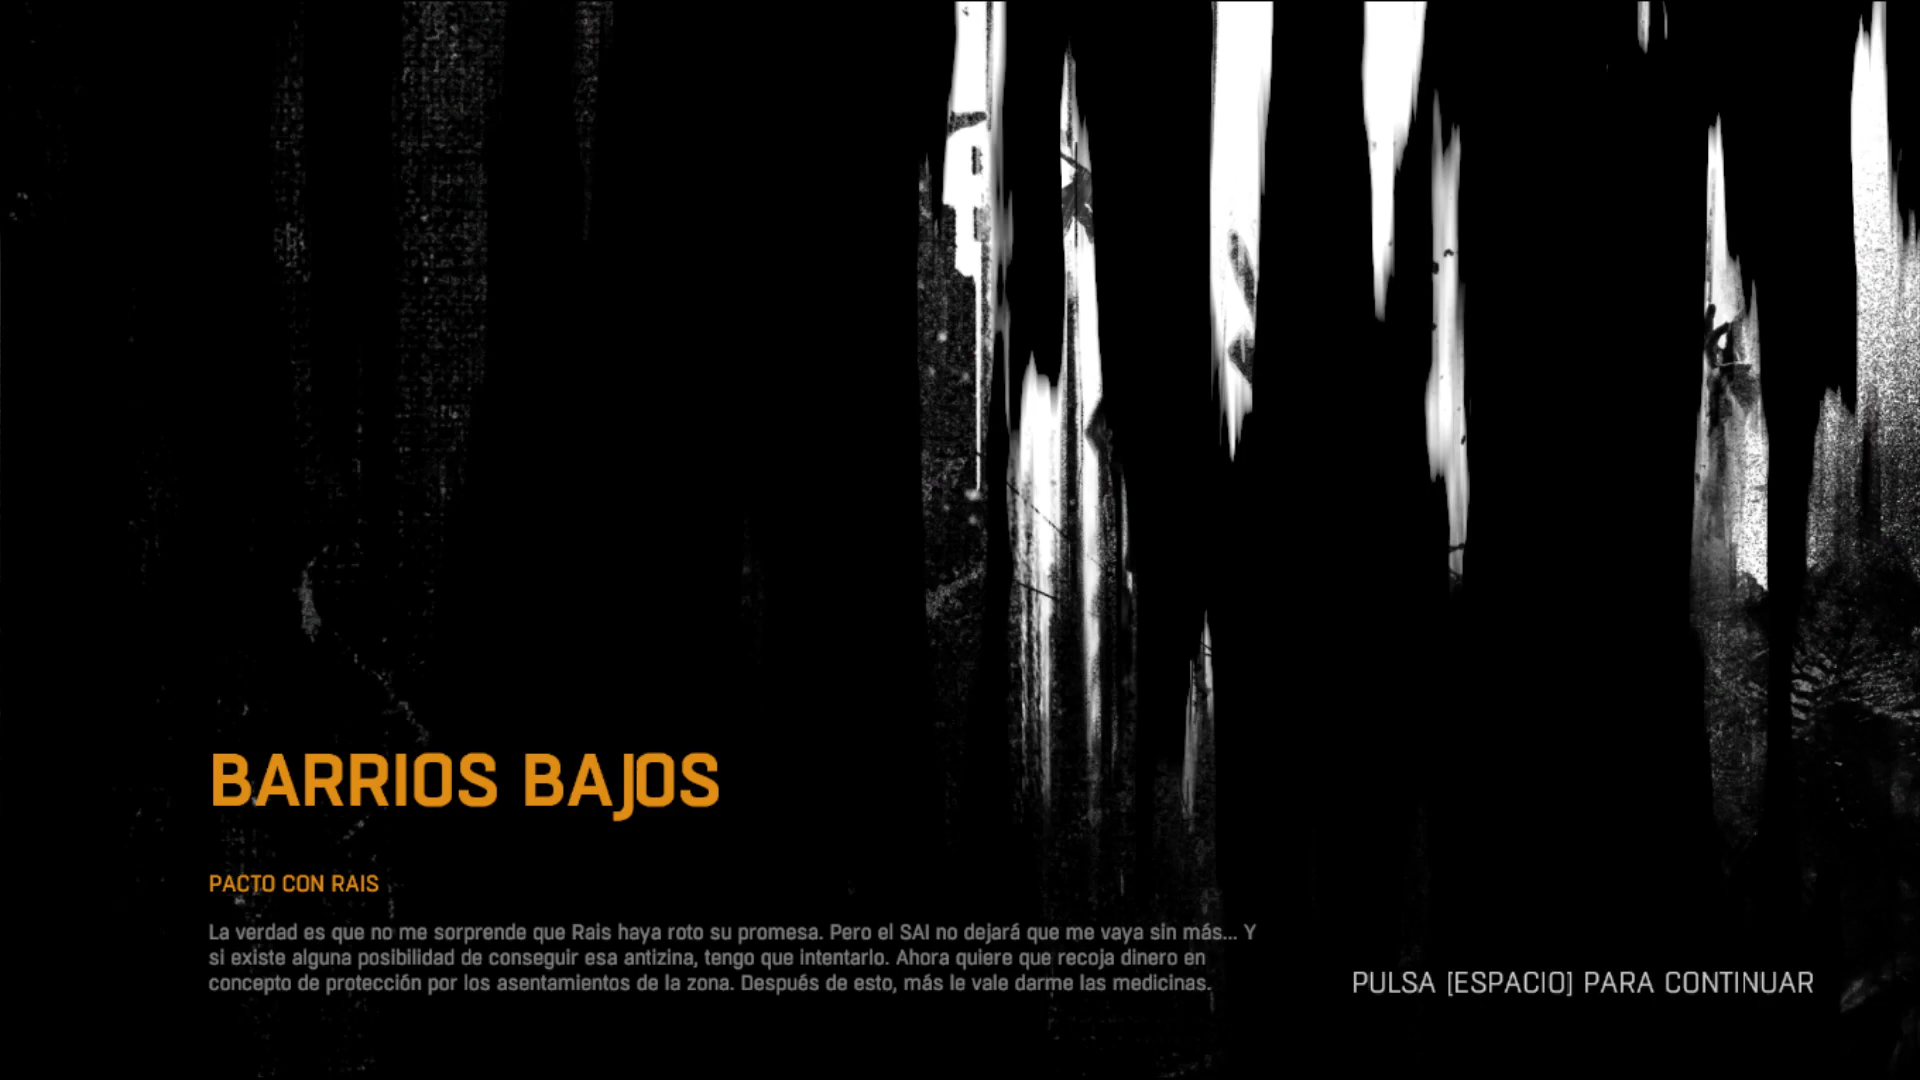 BARRIOS BAJOS
PACTO CON RAIS
La verdad es que no me sorprende que Rais haya roto su promesa. Pero el SAI no dejará que me vaya sin más... Y
si existe alguna posibilidad de conseguir esa antizina, tengo que intentarlo. Ahora quiere que recoja dinero en
concepto de protección por los asentamientos de la zona. Después de esto, más le vale darme las medicinas.
PULSA [ESPACIO] PARA CONTINUAR